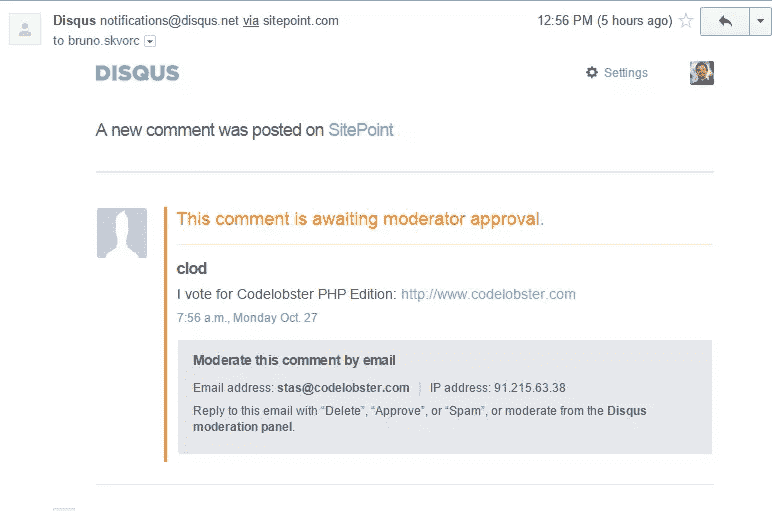 Disqus notifications@disqus.net via sitepoint.com
12:56 PM (5 hours ago)
to bruno.skvorc
DISQUS
Settings
A new comment was posted on SitePoint
This comment is awaiting moderator approval.
clod
I vote for Codelobster PHP Edition: http://www.codelobster.com
7:56 a.m., Monday Oct. 27
Moderate this comment by email
Email address: stas@codelobster.com | IP address: 91.215.63.38
Reply to this email with “Delete”, “Approve”, or “Spam”, or moderate from the Disqus
moderation panel.